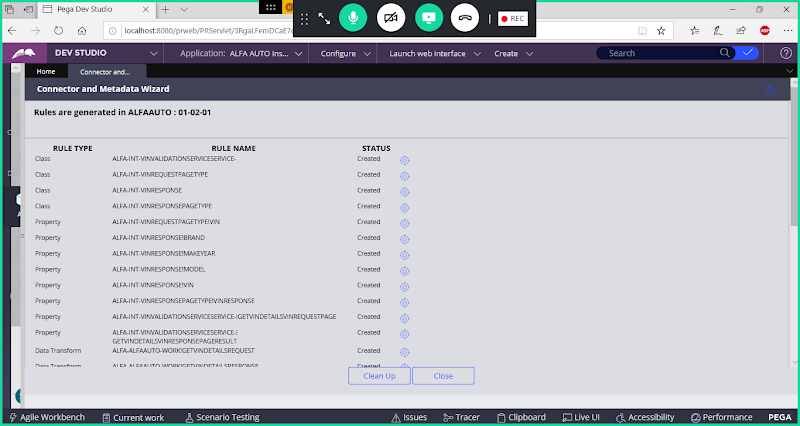 Pega Dev Studio
localhost:8080/prweb/PRServlet/3RgaLFemDCaE7
REC
DEV STUDIO
Application: ALFA AUTO Ins...
Configure
Launch web interface
Create
Search
Home
Connector and...
Connector and Metadata Wizard
Rules are generated in ALFAAUTO : 01-02-01
RULE TYPE RULE NAME STATUS
Class ALFA-INT-VINVALIDATIONSERVICESERVICE- Created
Class ALFA-INT-VINREQUESTPAGETYPE Created
Class ALFA-INT-VINRESPONSE Created
Class ALFA-INT-VINRESPONSEPAGETYPE Created
Property ALFA-INT-VINREQUESTPAGETYPE!VIN Created
Property ALFA-INT-VINRESPONSE!BRAND Created
Property ALFA-INT-VINRESPONSE!MAKEYEAR Created
Property ALFA-INT-VINRESPONSE!MODEL Created
Property ALFA-INT-VINRESPONSE!VIN Created
Property ALFA-INT-VINRESPONSEPAGETYPE!VINRESPONSE Created
Property ALFA-INT-VINVALIDATIONSERVICESERVICE-!GETVINDETAILSVINREQUESTPAGE Created
Property ALFA-INT-VINVALIDATIONSERVICESERVICE-! Created
GETVINDETAILSVINRESPONSEPAGERESULT
Data Transform ALFA-ALFAAUTO-WORK!GETVINDETAILSREQUEST Created
Data Transform ALFA-ALFAAUTO-WORK!GETVINDETAILSRESPONSE Created
Clean Up
Close
Agile Workbench
Current work
Scenario Testing
Issues
Tracer
Clipboard
Live UI
Accessibility
Performance
PEGA